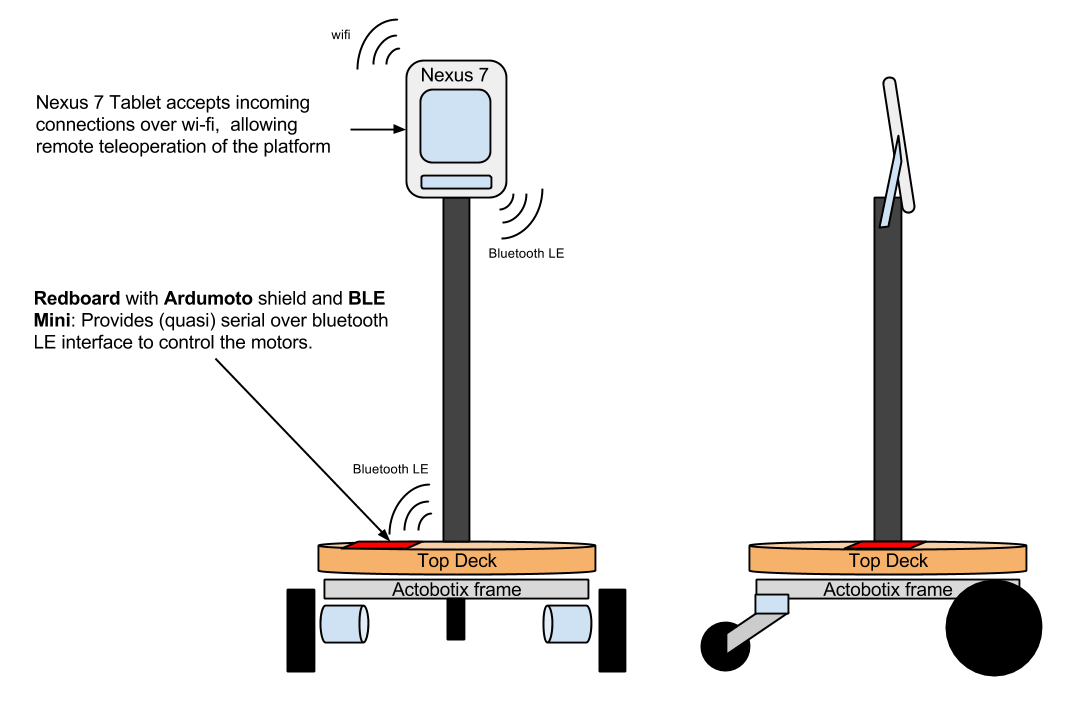 wifi
Nexus 7
Nexus 7 Tablet accepts incoming
connections over wi-fi,  allowing
remote teleoperation of the platform
Bluetooth LE
Redboard with Ardumoto shield and BLE
Mini: Provides (quasi) serial over bluetooth
LE interface to control the motors.
Bluetooth LE
Top Deck
Actobotix frame
Top Deck
Actobotix frame